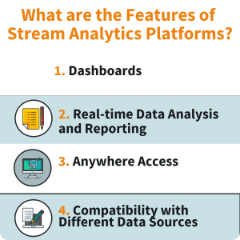 What are the Features of
Stream Analytics Platforms?
1. Dashboards
2. Real-time Data Analysis
and Reporting
3. Anywhere Access
4. Compatibility with
Different Data Sources